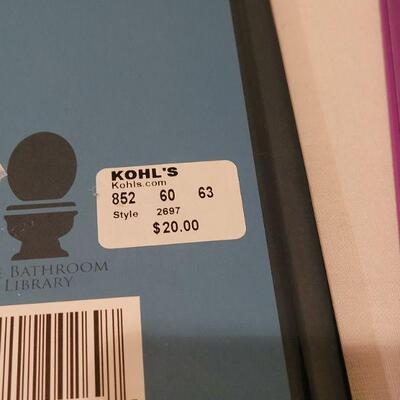 KOHL'S
Kohls.com
852 60 63
Style 2697
$20.00
E BATHROOM
LIBRARY